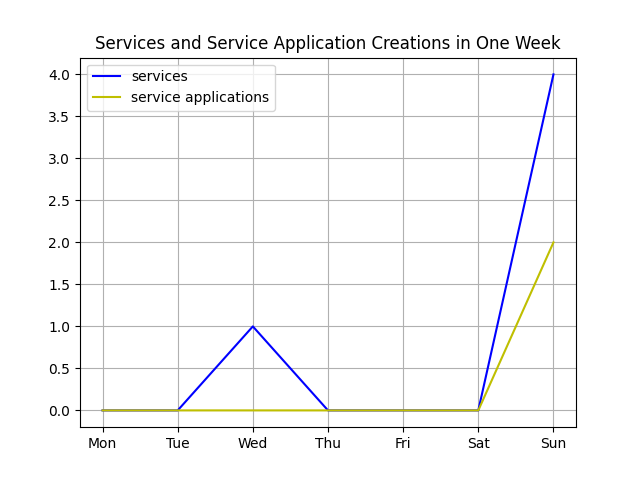 Services and Service Application Creations in One Week
services
service applications
4.0
3.5
3.0
2.5
2.0
1.5
1.0
0.5
0.0
Mon Tue Wed Thu Fri Sat Sun